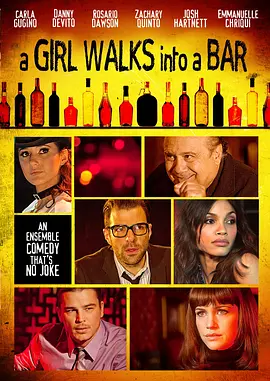 CARLA GUGINO DANNY DEVITO ROSARIO DAWSON ZACHARY QUINTO JOSH HARTNETT EMMANUELLE CHRIQUI
a GIRL WALKS into a BAR
AN
ENSEMBLE
COMEDY
THAT'S
NO JOKE